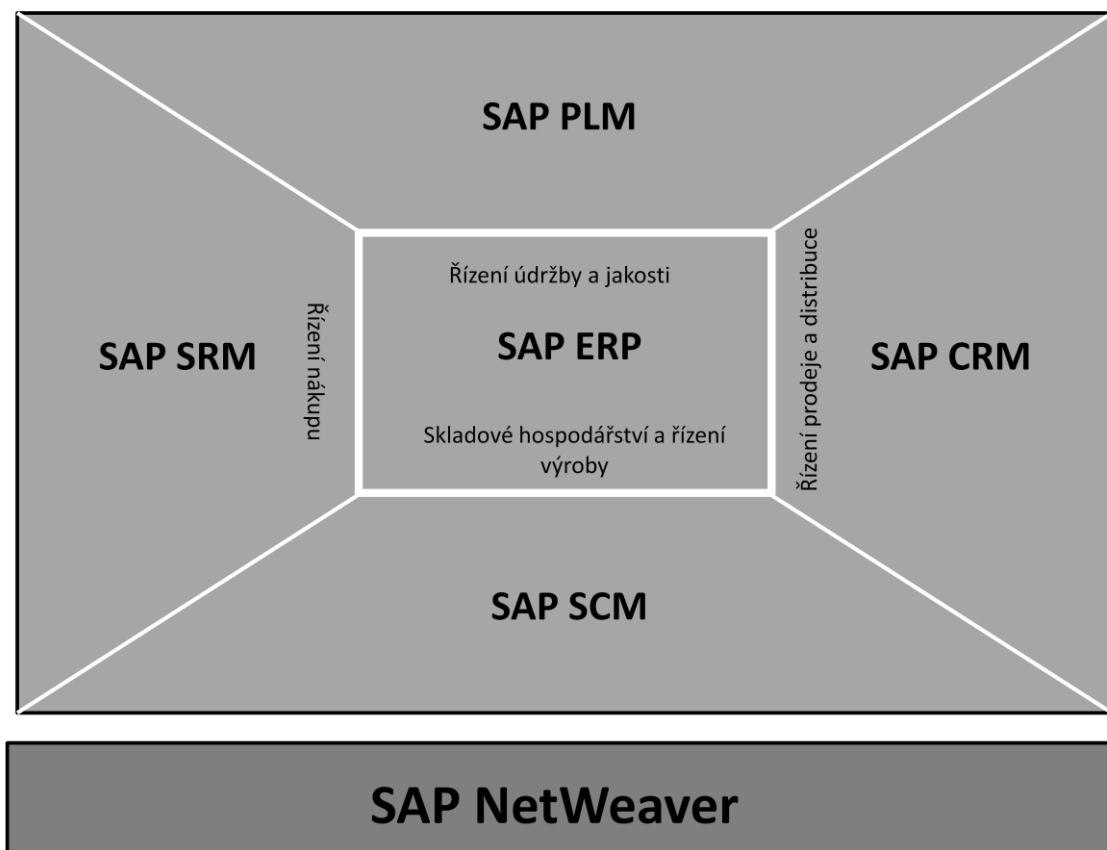 SAP PLM
Řízení údržby a jakosti
SAP SRM
Řízení nákupu
SAP ERP
Řízení prodeje a distribuce
SAP CRM
Skladové hospodářství a řízení
výroby
SAP SCM
SAP NetWeaver